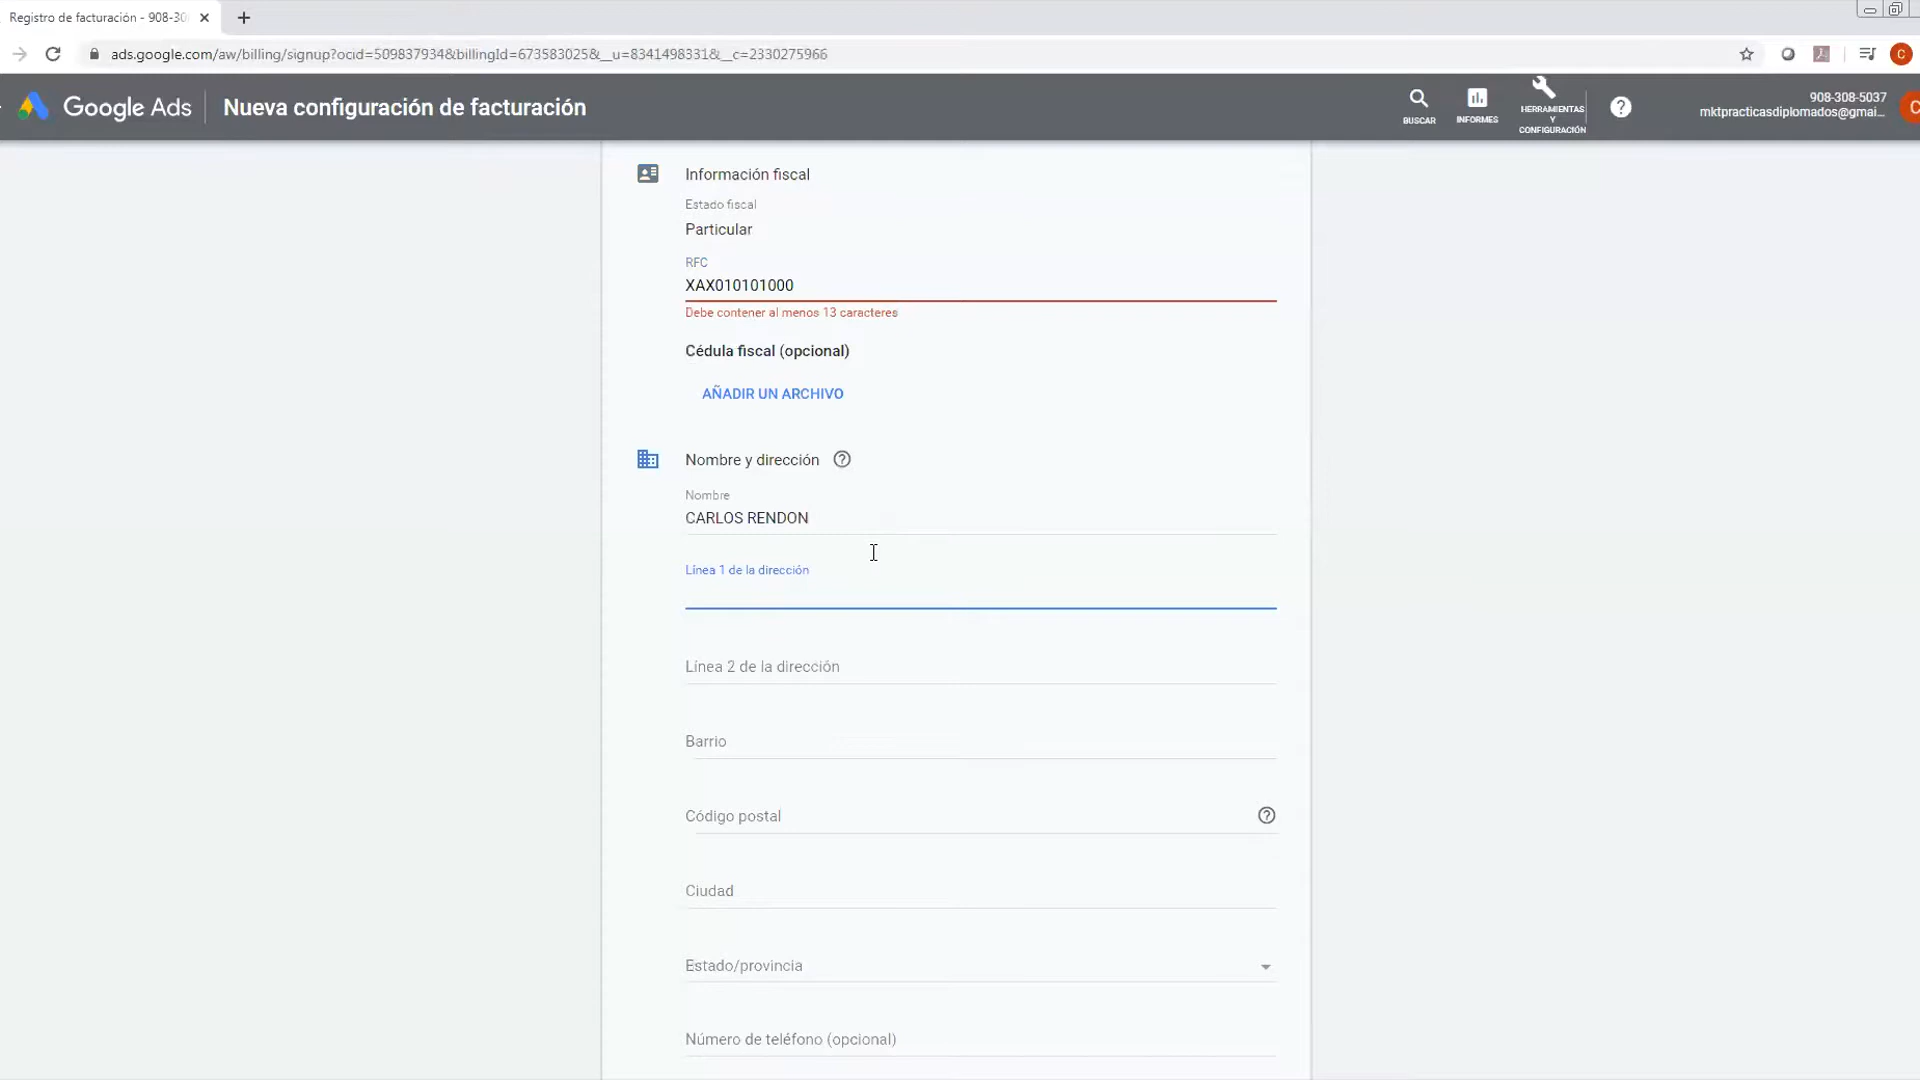 Registro de facturación - 908-30
ads.google.com/aw/billing/signup?ocid=509837934&billingId=673583025&__u=8341498331&__c=2330275966
C
Google Ads
Nueva configuración de facturación
BUSCAR
INFORMES
HERRAMIENTAS
Y
CONFIGURACIÓN
908-308-5037
mktpracticasdiplomados@gmai...
C
Información fiscal
Estado fiscal
Particular
RFC
XAX010101000
Debe contener al menos 13 caracteres
Cédula fiscal (opcional)
AÑADIR UN ARCHIVO
Nombre y dirección
Nombre
CARLOS RENDON
Línea 1 de la dirección
Línea 2 de la dirección
Barrio
Código postal
Ciudad
Estado/provincia
Número de teléfono (opcional)